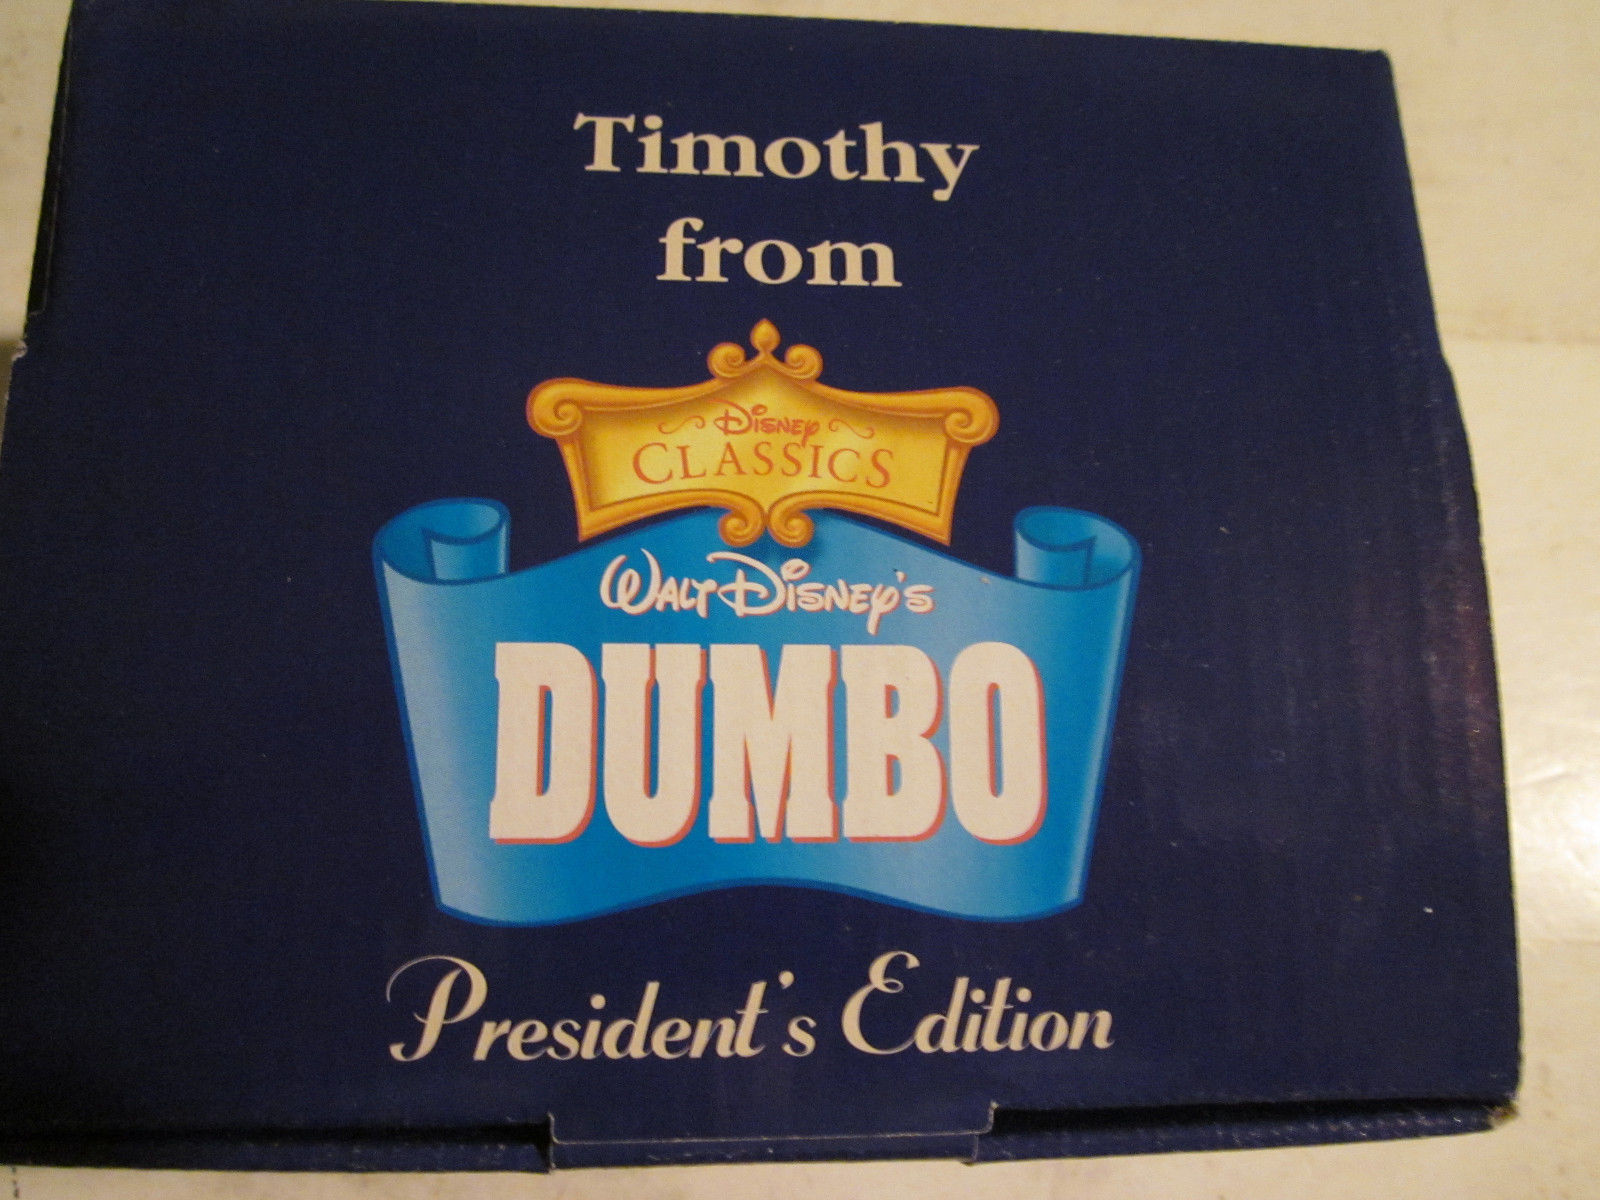 Timothy
from
Disney
CLASSICS
WALT DISNEY'S
DUMBO
President's Edition